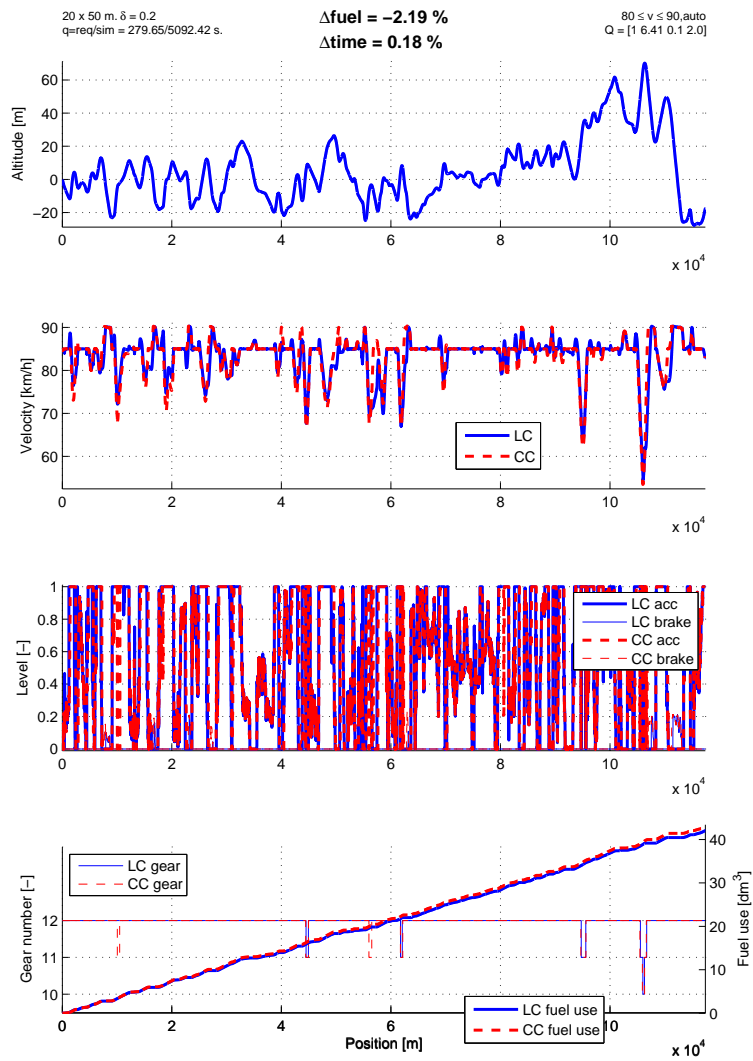 20 x 50 m. δ = 0.2
q=req/sim = 279.65/5092.42 s.
Δfuel = −2.19 %
Δtime = 0.18 %
80 ≤ v ≤ 90,auto
Q = [1 6.41 0.1 2.0]
Altitude [m]
60
40
20
0
−20
0 2 4 6 8 10
x 10^4
Velocity [km/h]
90
80
70
60
LC
CC
0 2 4 6 8 10
x 10^4
Level [−]
1
0.8
0.6
0.4
0.2
0
LC acc
LC brake
CC acc
CC brake
0 2 4 6 8 10
x 10^4
Gear number [−]
12
11
10
LC gear
CC gear
Fuel use [dm^3]
40
30
20
10
0
LC fuel use
CC fuel use
0 2 4 6 8 10
Position [m]
x 10^4